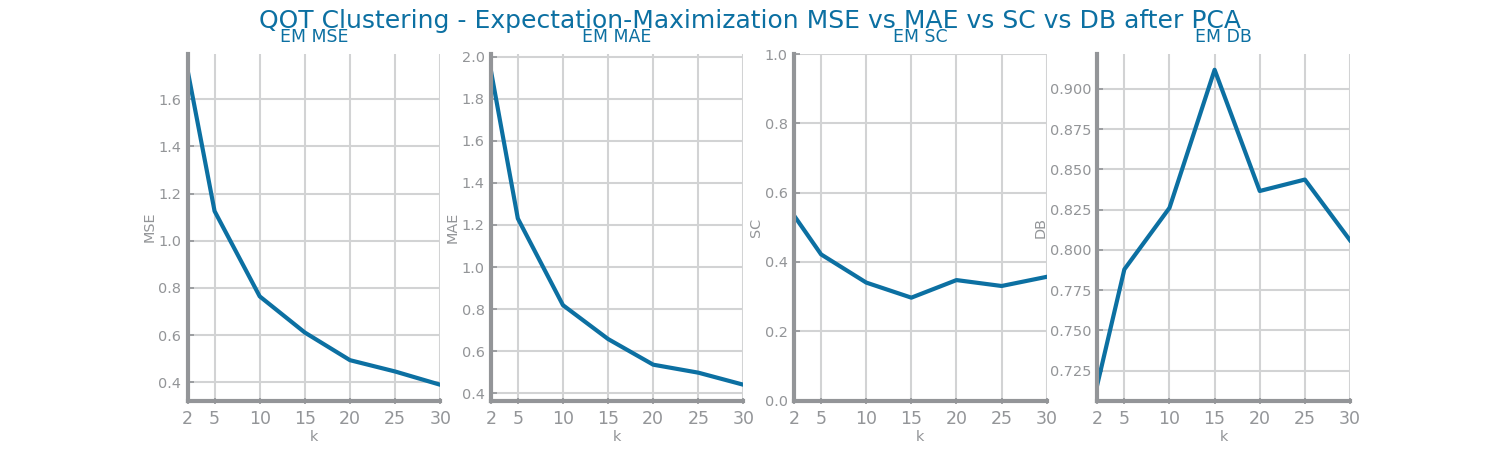 QOT Clustering - Expectation-Maximization MSE vs MAE vs SC vs DB after PCA
EM MSE
MSE
1.6
1.4
1.2
1.0
0.8
0.6
0.4
2 5 10 15 20 25 30
k
EM MAE
MAE
2.0
1.8
1.6
1.4
1.2
1.0
0.8
0.6
0.4
2 5 10 15 20 25 30
k
EM SC
SC
1.0
0.8
0.6
0.4
0.2
0.0
2 5 10 15 20 25 30
k
EM DB
DB
0.900
0.875
0.850
0.825
0.800
0.775
0.750
0.725
2 5 10 15 20 25 30
k